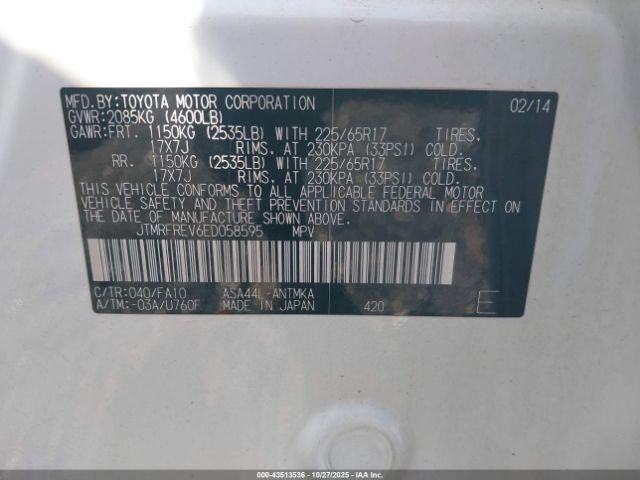 MFD.BY:TOYOTA MOTOR CORPORATION 02/14
GVWR:2085KG (4600LB)
GAWR:FRT. 1150KG (2535LB) WITH 225/65R17 TIRES,
17X7J RIMS, AT 230KPA (33PSI) COLD.
RR. 1150KG (2535LB) WITH 225/65R17 TIRES,
17X7J RIMS, AT 230KPA (33PSI) COLD.
THIS VEHICLE CONFORMS TO ALL APPLICABLE FEDERAL MOTOR
VEHICLE SAFETY AND THEFT PREVENTION STANDARDS IN EFFECT
ON THE DATE OF MANUFACTURE SHOWN ABOVE.
JTMRFREV6ED058595 MPV
C/TR:040/FA10 ASA44L-ANTMKA
A/TM:-03A/U760F MADE IN JAPAN 420 E
000-43513536 - 10/27/2025 - IAAI.com